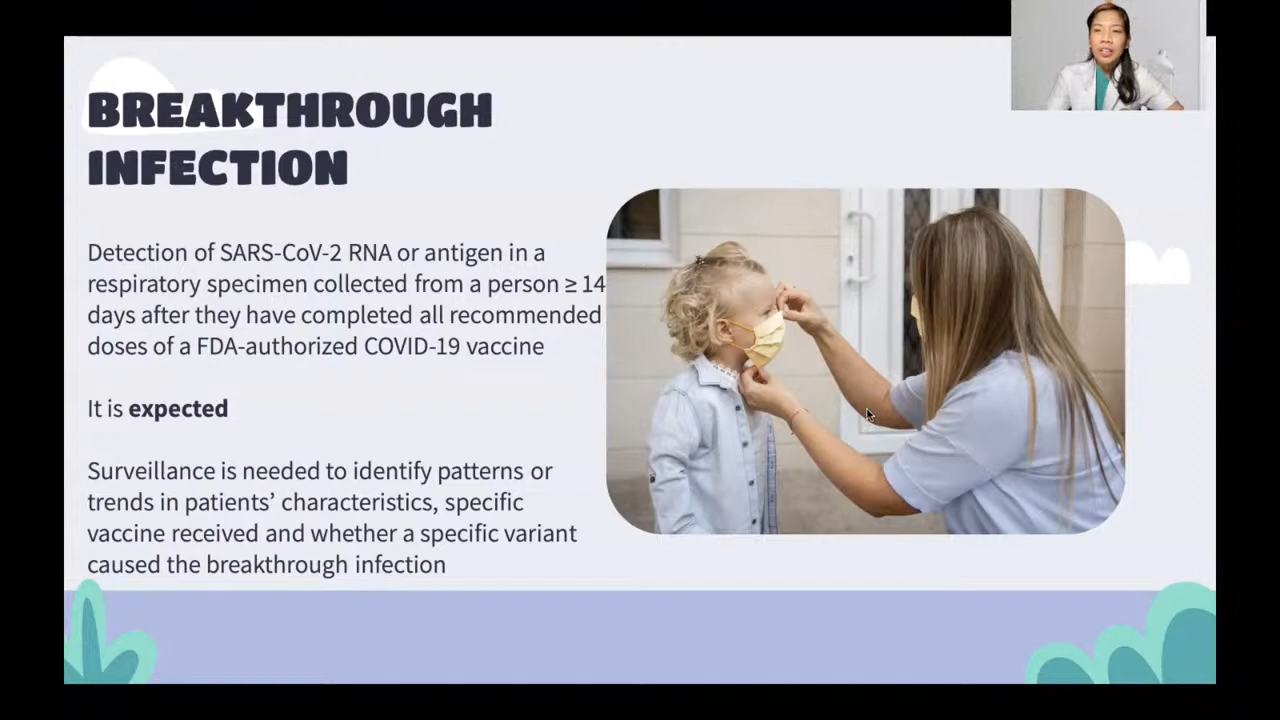 BREAKTHROUGH
INFECTION
Detection of SARS-CoV-2 RNA or antigen in a
respiratory specimen collected from a person ≥ 14
days after they have completed all recommended
doses of a FDA-authorized COVID-19 vaccine
It is expected
Surveillance is needed to identify patterns or
trends in patients’ characteristics, specific
vaccine received and whether a specific variant
caused the breakthrough infection